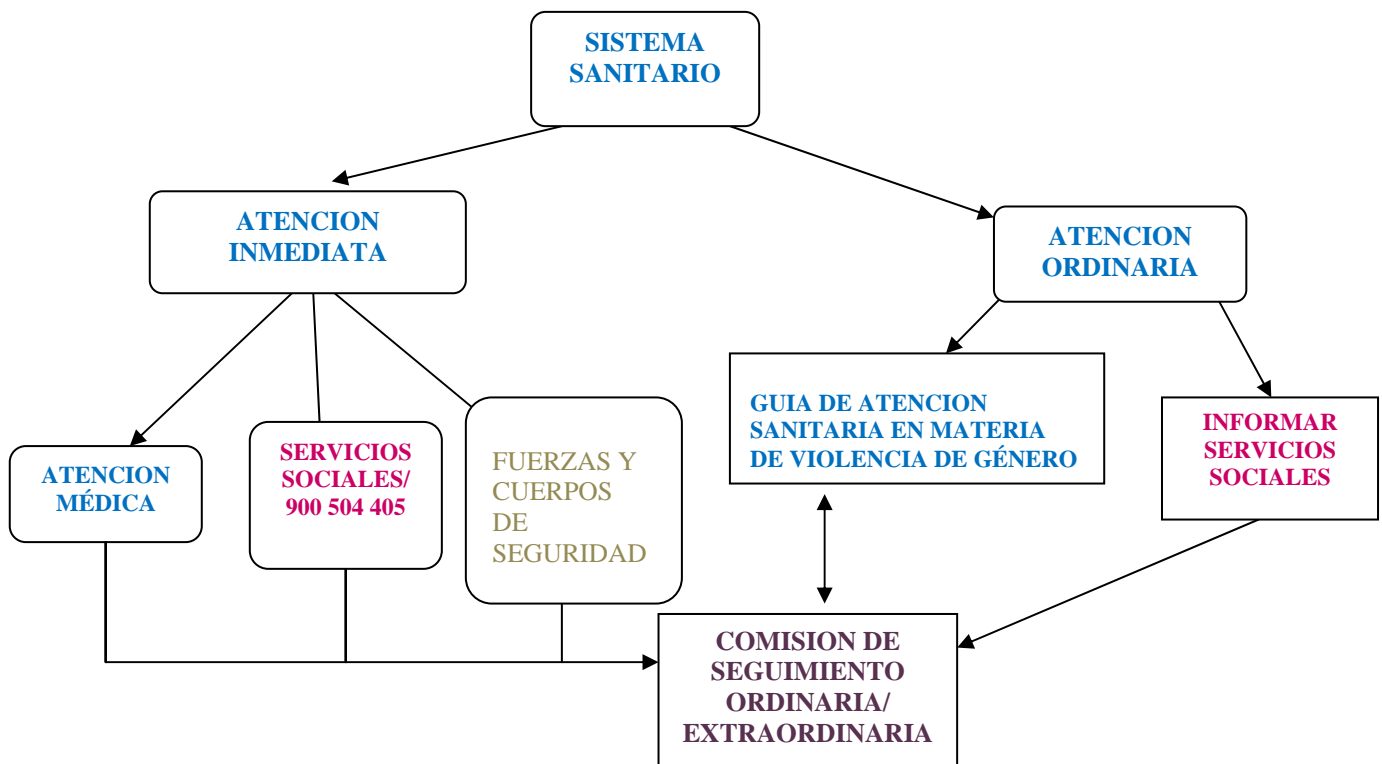 SISTEMA
SANITARIO
ATENCION
INMEDIATA
ATENCION
ORDINARIA
ATENCION
MÉDICA
SERVICIOS
SOCIALES/
900 504 405
FUERZAS Y
CUERPOS
DE
SEGURIDAD
GUIA DE ATENCION
SANITARIA EN MATERIA
DE VIOLENCIA DE GÉNERO
INFORMAR
SERVICIOS
SOCIALES
COMISION DE
SEGUIMIENTO
ORDINARIA/
EXTRAORDINARIA